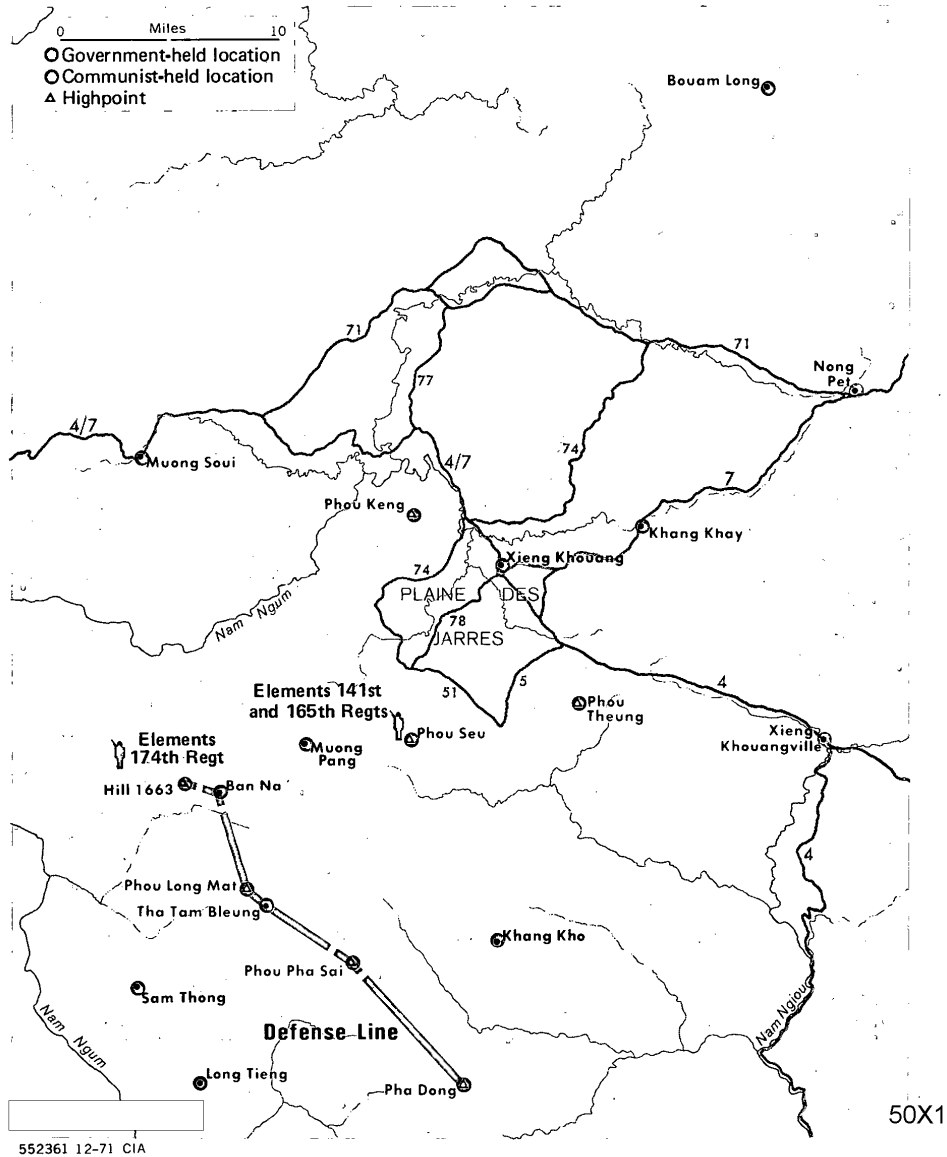 0 Miles 10
Government-held location
Communist-held location
Highpoint
Bouam Long
71
71
Nong
Pet
77
4/7
74
4/7
Muong Soui
7
Phou Keng
Khang Khay
Xieng Khouang
74
PLAINE DES
JARRES
Nam Ngum
78
51
5
4
Elements 141st
and 165th Regts
Phou
Theung
Phou Seu
Xieng
Khouangville
Elements
174th Regt
Muong
Pang
Hill 1663
Ban Na
4
Phou Long Mat
Tha Tam Bleung
Khang Kho
Phou Pha Sai
Sam Thong
Nam Ngiou
Nam Ngum
Defense Line
Long Tieng
Pha Dong
50X1
552361 12-71 CIA